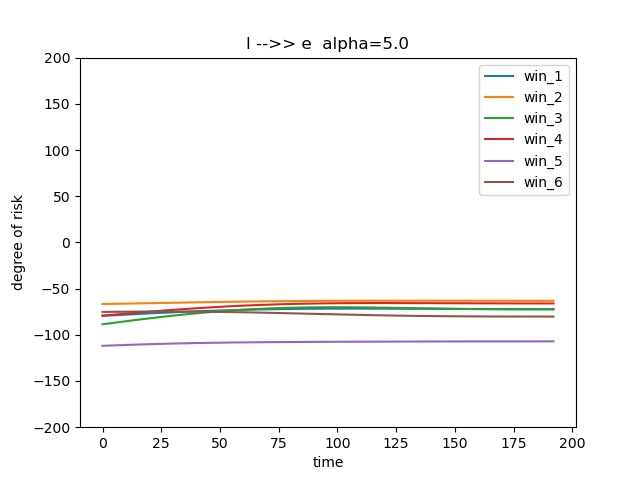 l -->> e  alpha=5.0
degree of risk
200
150
100
50
0
−50
−100
−150
−200
win_1
win_2
win_3
win_4
win_5
win_6
0
25
50
75
100
125
150
175
200
time